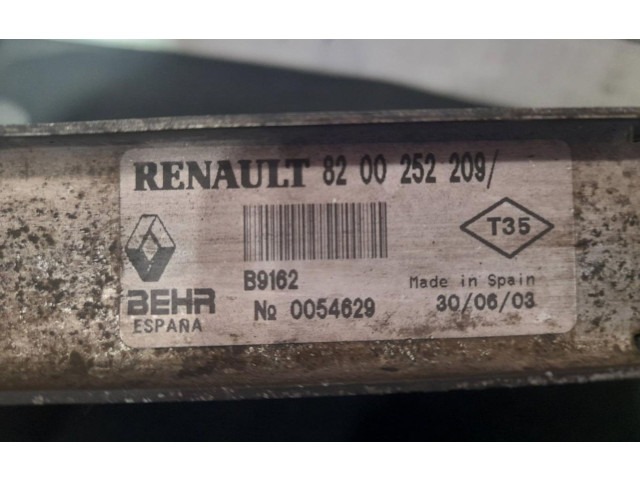 RENAULT 82 00 252 209/
T35
B9162
Made in Spain
BEHR
Nº 0054629
30/06/03
ESPAÑA